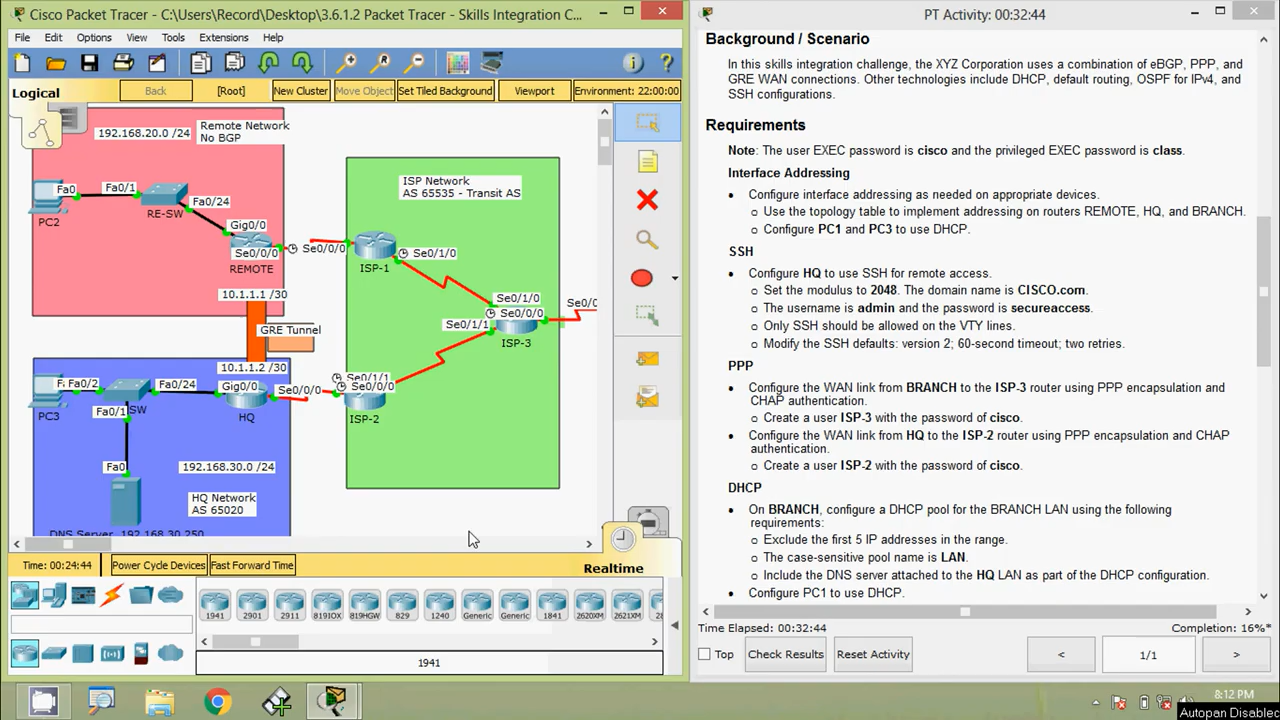 Cisco Packet Tracer - C:\Users\Record\Desktop\3.6.1.2 Packet Tracer - Skills Integration C...
File Edit Options View Tools Extensions Help
Logical Back [Root] New Cluster Move Object Set Tiled Background Viewport Environment: 22:00:00
192.168.20.0 /24
Remote Network
No BGP
Fa0 Fa0/1
PC2
RE-SW
Fa0/24
Gig0/0
Se0/0/0
REMOTE
Se0/0/0
10.1.1.1 /30
GRE Tunnel
10.1.1.2 /30
ISP Network
AS 65535 - Transit AS
Se0/1/0
ISP-1
Se0/1/0
Se0/0/0
Se0/1/1
ISP-3
Se0/1/1
Se0/0/0
ISP-2
Fa0/2
Fa0/24
Gig0/0
Se0/0/0
PC3
Fa0/1
SW
HQ
Fa0
192.168.30.0 /24
HQ Network
AS 65020
DNS Server 192.168.30.250
Time: 00:24:44 Power Cycle Devices Fast Forward Time
Realtime
1941 2901 2911 819IOX 819HGW 829 1240 Generic Generic 1841 2620XM 2621XM
1941
PT Activity: 00:32:44
Background / Scenario
In this skills integration challenge, the XYZ Corporation uses a combination of eBGP, PPP, and
GRE WAN connections. Other technologies include DHCP, default routing, OSPF for IPv4, and
SSH configurations.
Requirements
Note: The user EXEC password is cisco and the privileged EXEC password is class.
Interface Addressing
• Configure interface addressing as needed on appropriate devices.
o Use the topology table to implement addressing on routers REMOTE, HQ, and BRANCH.
o Configure PC1 and PC3 to use DHCP.
SSH
• Configure HQ to use SSH for remote access.
o Set the modulus to 2048. The domain name is CISCO.com.
o The username is admin and the password is secureaccess.
o Only SSH should be allowed on the VTY lines.
o Modify the SSH defaults: version 2; 60-second timeout; two retries.
PPP
• Configure the WAN link from BRANCH to the ISP-3 router using PPP encapsulation and
CHAP authentication.
o Create a user ISP-3 with the password of cisco.
• Configure the WAN link from HQ to the ISP-2 router using PPP encapsulation and CHAP
authentication.
o Create a user ISP-2 with the password of cisco.
DHCP
• On BRANCH, configure a DHCP pool for the BRANCH LAN using the following
requirements:
o Exclude the first 5 IP addresses in the range.
o The case-sensitive pool name is LAN.
o Include the DNS server attached to the HQ LAN as part of the DHCP configuration.
• Configure PC1 to use DHCP.
Time Elapsed: 00:32:44 Completion: 16%*
Top Check Results Reset Activity < 1/1 >
8:12 PM
Autopan Disabled